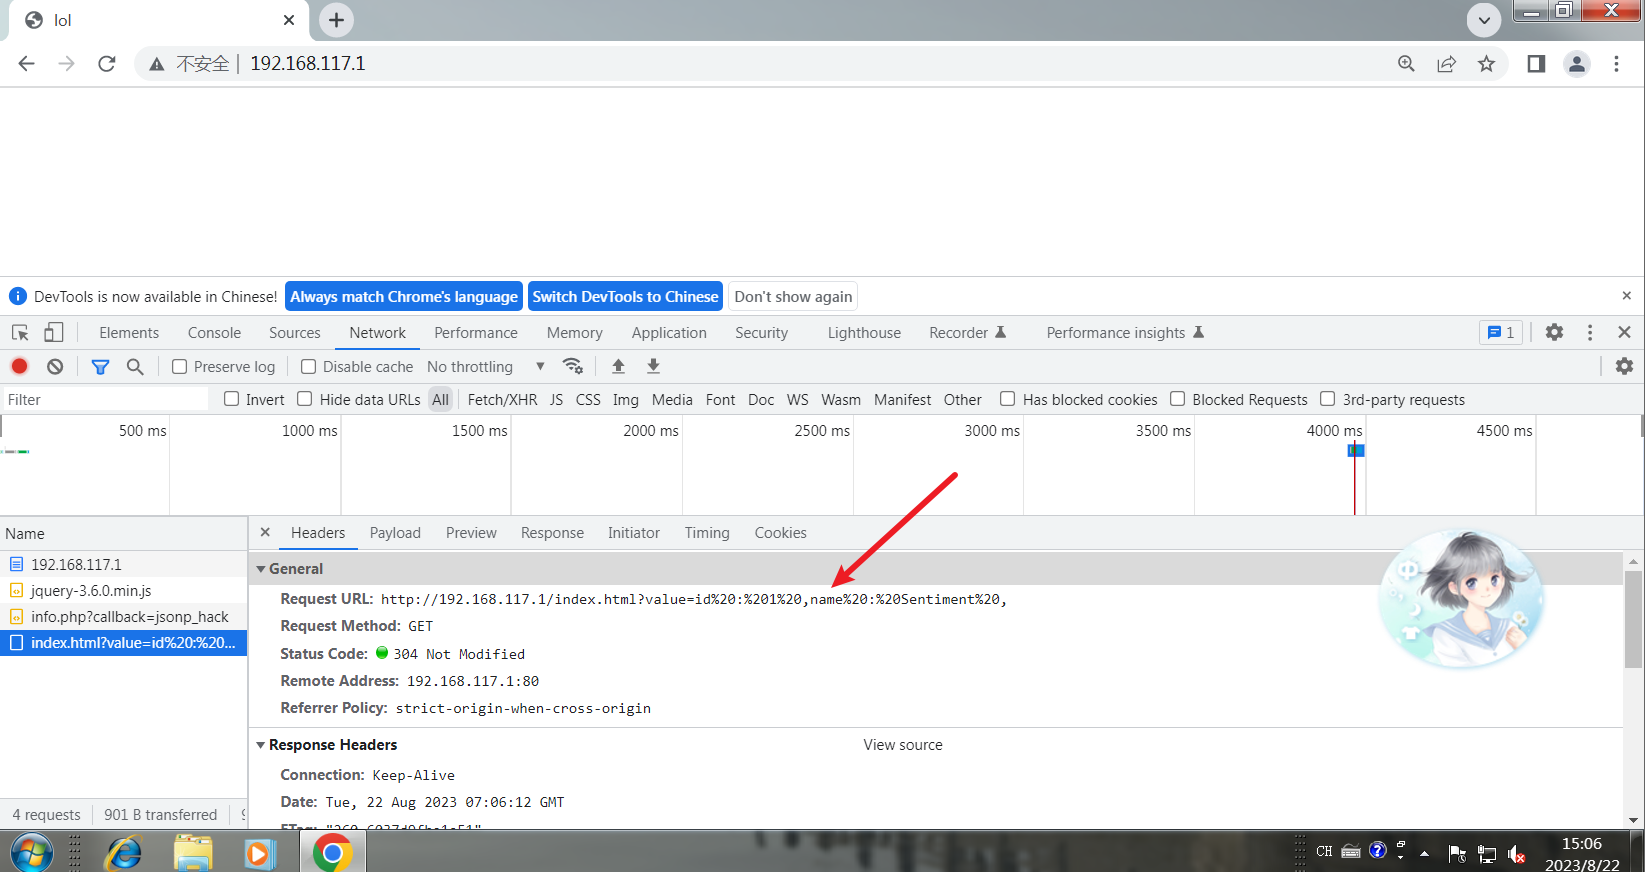 lol
不安全 | 192.168.117.1
DevTools is now available in Chinese! Always match Chrome's language Switch DevTools to Chinese Don't show again
Elements Console Sources Network Performance Memory Application Security Lighthouse Recorder Performance insights 1
Preserve log Disable cache No throttling
Filter Invert Hide data URLs All Fetch/XHR JS CSS Img Media Font Doc WS Wasm Manifest Other Has blocked cookies Blocked Requests 3rd-party requests
500 ms 1000 ms 1500 ms 2000 ms 2500 ms 3000 ms 3500 ms 4000 ms 4500 ms
Name
192.168.117.1
jquery-3.6.0.min.js
info.php?callback=jsonp_hack
index.html?value=id%20:%20...
4 requests 901 B transferred
Headers Payload Preview Response Initiator Timing Cookies
General
Request URL: http://192.168.117.1/index.html?value=id%20:%201%20,name%20:%20Sentiment%20,
Request Method: GET
Status Code: 304 Not Modified
Remote Address: 192.168.117.1:80
Referrer Policy: strict-origin-when-cross-origin
Response Headers View source
Connection: Keep-Alive
Date: Tue, 22 Aug 2023 07:06:12 GMT
CH
15:06
2023/8/22